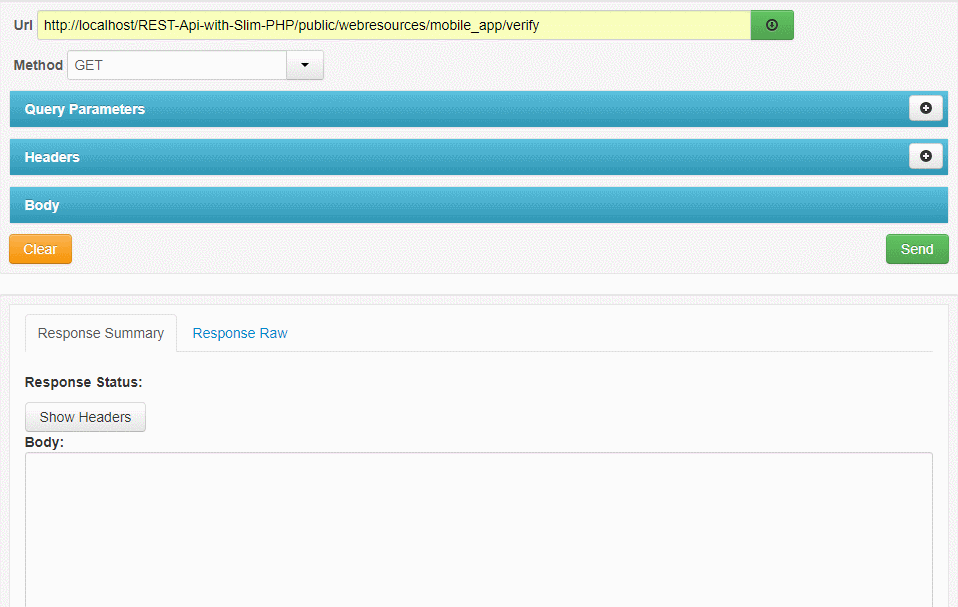 Url http://localhost/REST-Api-with-Slim-PHP/public/webresources/mobile_app/verify
Method GET
Query Parameters
Headers
Body
Clear Send
Response Summary Response Raw
Response Status:
Show Headers
Body: